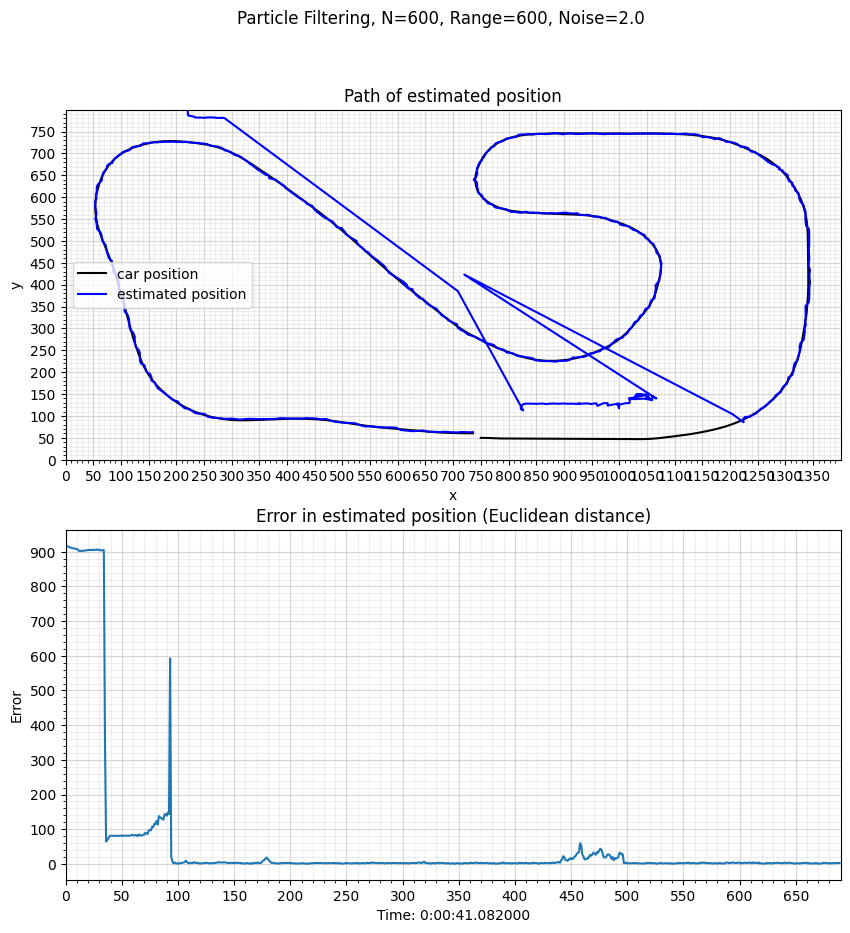 Particle Filtering, N=600, Range=600, Noise=2.0
Path of estimated position
750
700
650
600
550
500
450
400
350
300
250
200
150
100
50
0
y
car position
estimated position
0 50 100 150 200 250 300 350 400 450 500 550 600 650 700 750 800 850 900 950 1000 1050 1100 1150 1200 1250 1300 1350
x
Error in estimated position (Euclidean distance)
900
800
700
600
500
400
300
200
100
0
Error
0 50 100 150 200 250 300 350 400 450 500 550 600 650
Time: 0:00:41.082000